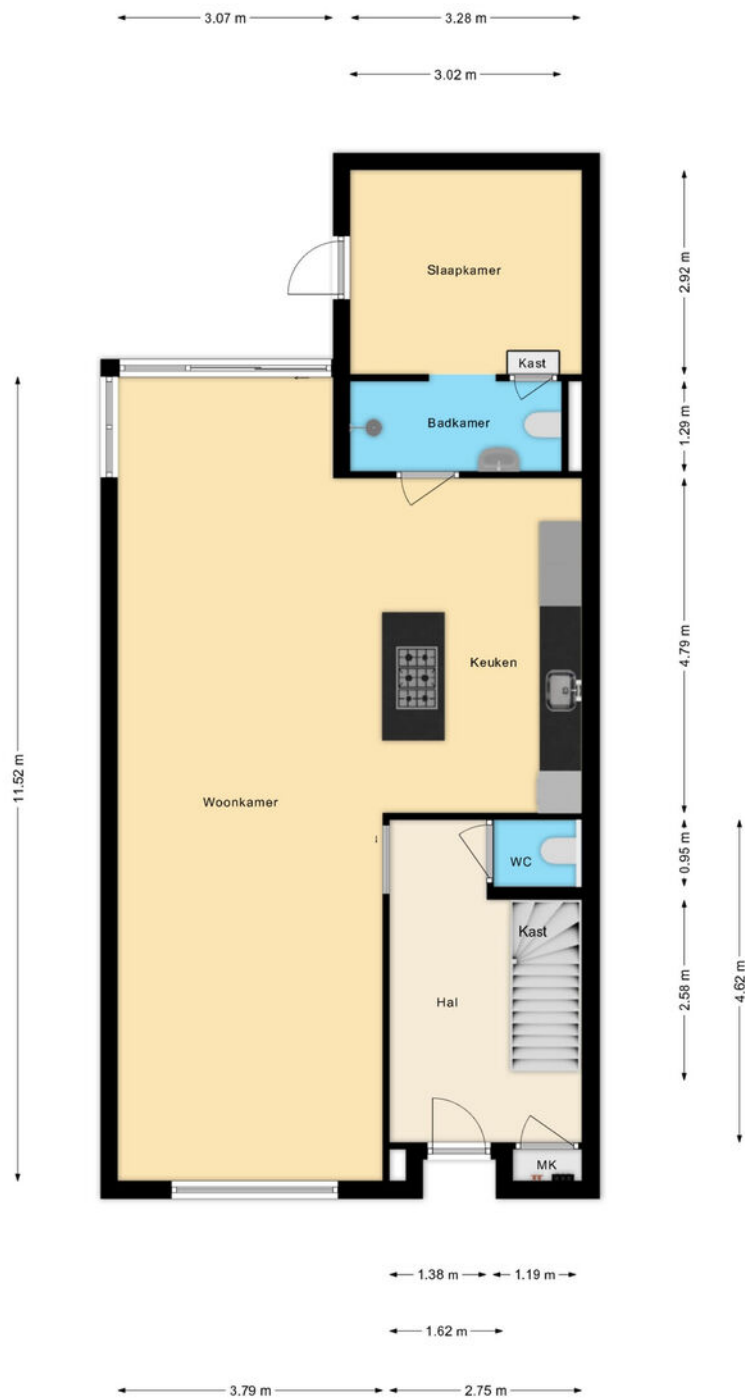 3.07 m
3.28 m
3.02 m
Slaapkamer
2.92 m
Kast
Badkamer
1.29 m
Keuken
4.79 m
11.52 m
Woonkamer
WC
0.95 m
Kast
Hal
2.58 m
4.62 m
MK
1.38 m
1.19 m
1.62 m
3.79 m
2.75 m